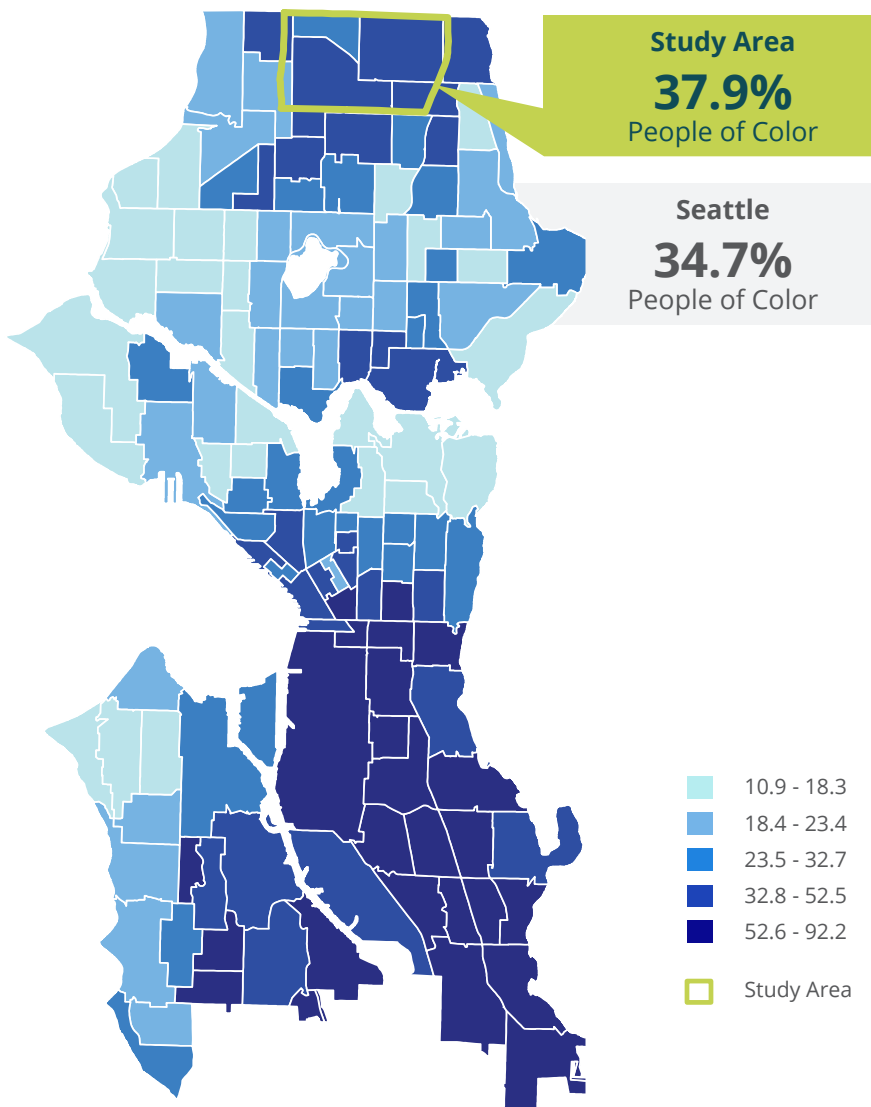 Study Area
37.9%
People of Color
Seattle
34.7%
People of Color
10.9 - 18.3
18.4 - 23.4
23.5 - 32.7
32.8 - 52.5
52.6 - 92.2
Study Area